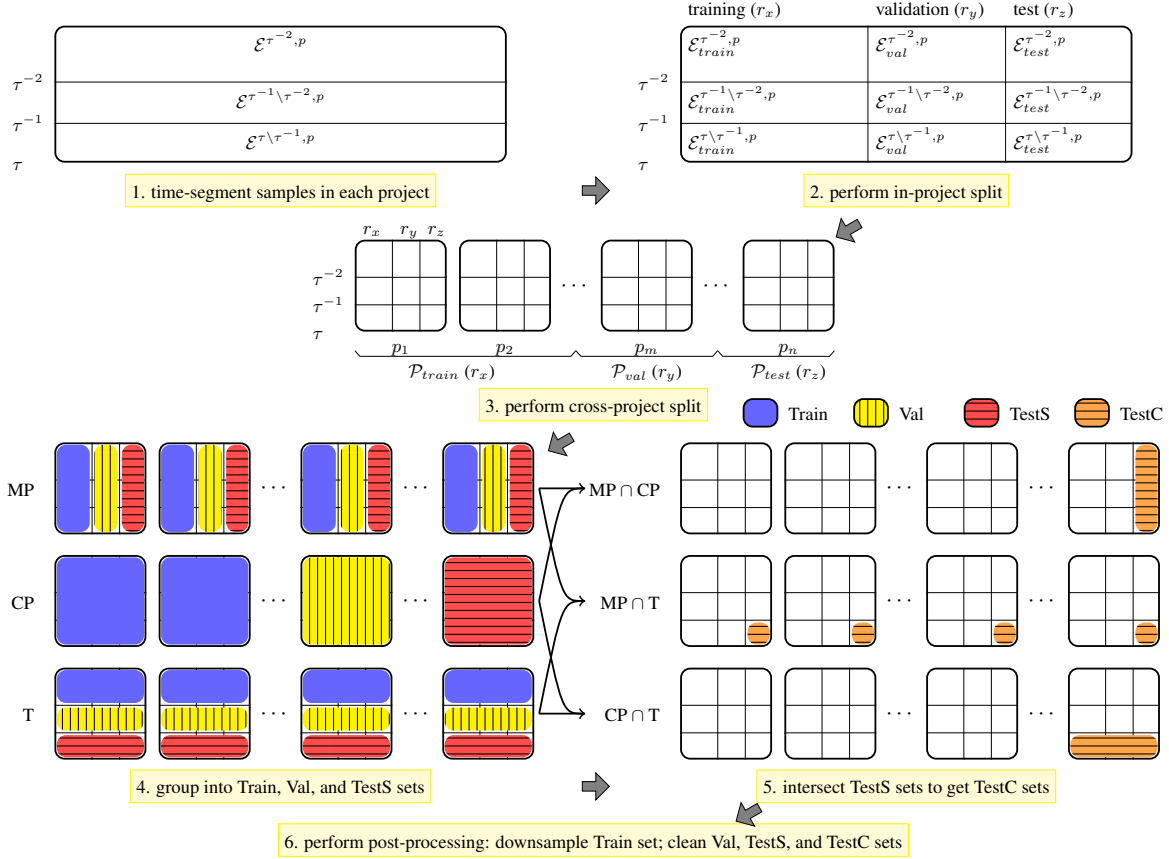 training (r_x) validation (r_y) test (r_z)
ℰ^{τ^{-2},p}
ℰ_{train}^{τ^{-2},p} ℰ_{val}^{τ^{-2},p} ℰ_{test}^{τ^{-2},p}
τ^{-2} τ^{-2}
ℰ^{τ^{-1}\τ^{-2},p}
ℰ_{train}^{τ^{-1}\τ^{-2},p} ℰ_{val}^{τ^{-1}\τ^{-2},p} ℰ_{test}^{τ^{-1}\τ^{-2},p}
τ^{-1} τ^{-1}
ℰ^{τ\τ^{-1},p}
ℰ_{train}^{τ\τ^{-1},p} ℰ_{val}^{τ\τ^{-1},p} ℰ_{test}^{τ\τ^{-1},p}
τ τ
1. time-segment samples in each project
2. perform in-project split
r_x r_y r_z
τ^{-2}
... ...
τ^{-1}
τ
p_1 p_2 p_m p_n
𝒫_{train} (r_x) 𝒫_{val} (r_y) 𝒫_{test} (r_z)
3. perform cross-project split
Train Val TestS TestC
MP ... ... MP ∩ CP ... ...
CP ... ... MP ∩ T ... ...
T ... ... CP ∩ T ... ...
4. group into Train, Val, and TestS sets
5. intersect TestS sets to get TestC sets
6. perform post-processing: downsample Train set; clean Val, TestS, and TestC sets